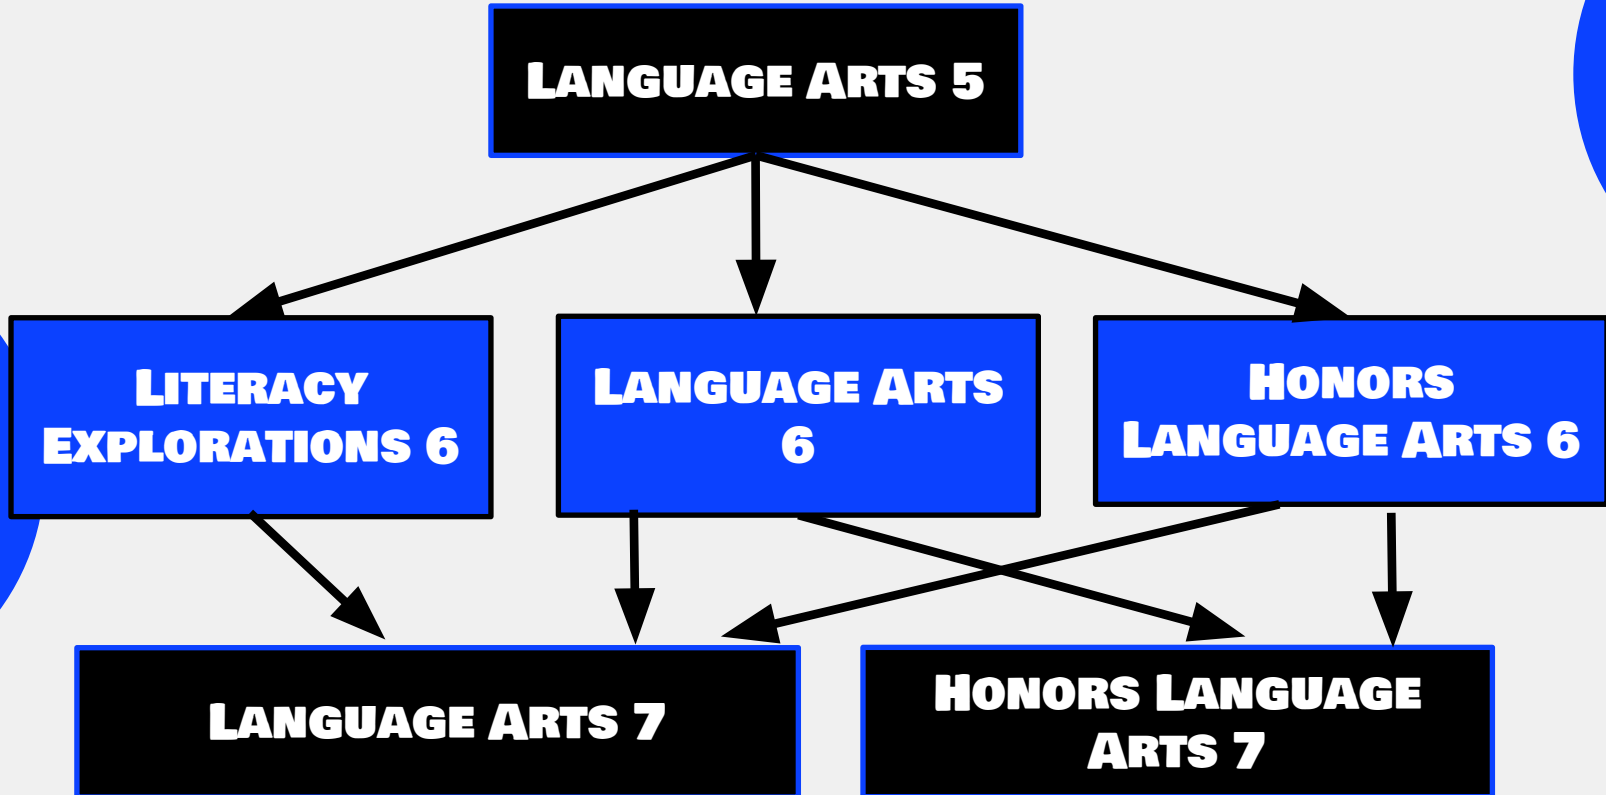 Language Arts 5
Literacy
Explorations 6
Language Arts
6
Honors
Language Arts 6
Language Arts 7
Honors Language
Arts 7